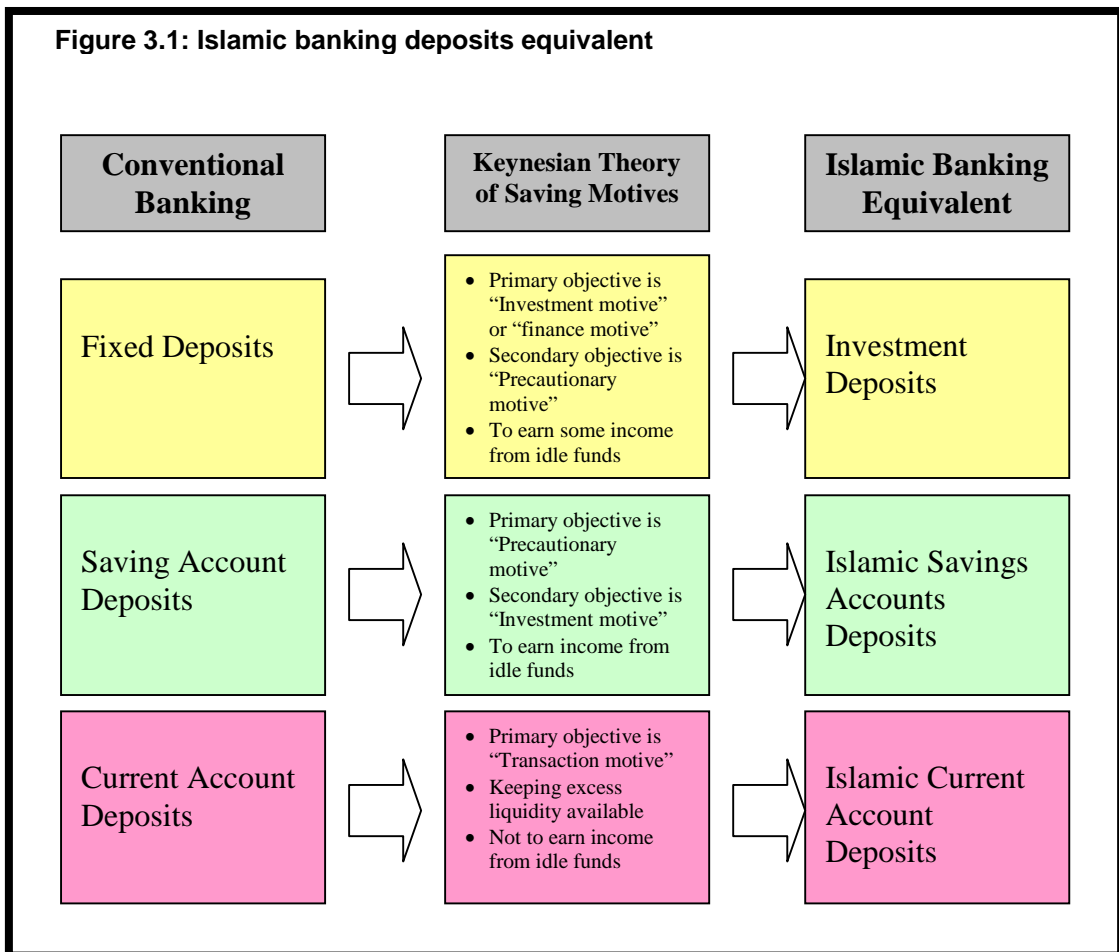 Figure 3.1: Islamic banking deposits equivalent
Conventional
Banking
Keynesian Theory
of Saving Motives
Islamic Banking
Equivalent
Fixed Deposits
• Primary objective is
“Investment motive”
or “finance motive”
• Secondary objective is
“Precautionary
motive”
• To earn some income
from idle funds
Investment
Deposits
Saving Account
Deposits
• Primary objective is
“Precautionary
motive”
• Secondary objective is
“Investment motive”
• To earn income from
idle funds
Islamic Savings
Accounts
Deposits
Current Account
Deposits
• Primary objective is
“Transaction motive”
• Keeping excess
liquidity available
• Not to earn income
from idle funds
Islamic Current
Account
Deposits